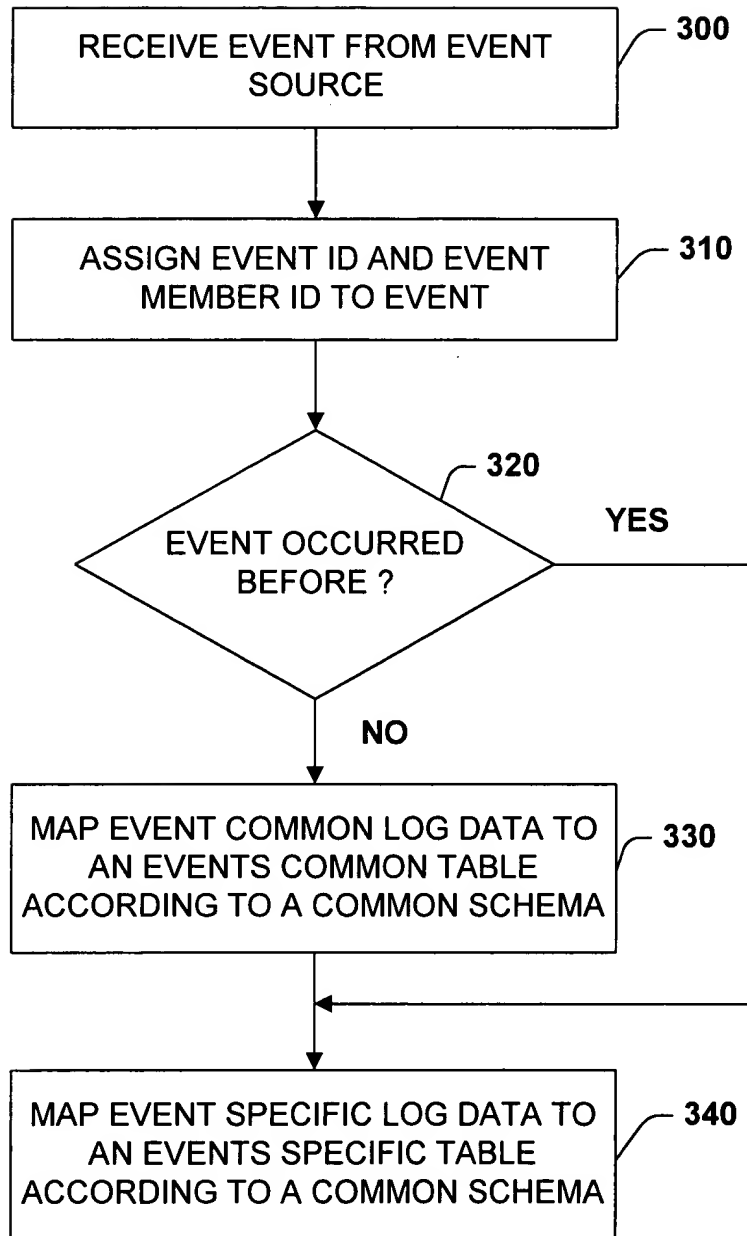 RECEIVE EVENT FROM EVENT
SOURCE
300
ASSIGN EVENT ID AND EVENT
MEMBER ID TO EVENT
310
320
EVENT OCCURRED
BEFORE ?
YES
NO
MAP EVENT COMMON LOG DATA TO
AN EVENTS COMMON TABLE
ACCORDING TO A COMMON SCHEMA
330
MAP EVENT SPECIFIC LOG DATA TO
AN EVENTS SPECIFIC TABLE
ACCORDING TO A COMMON SCHEMA
340